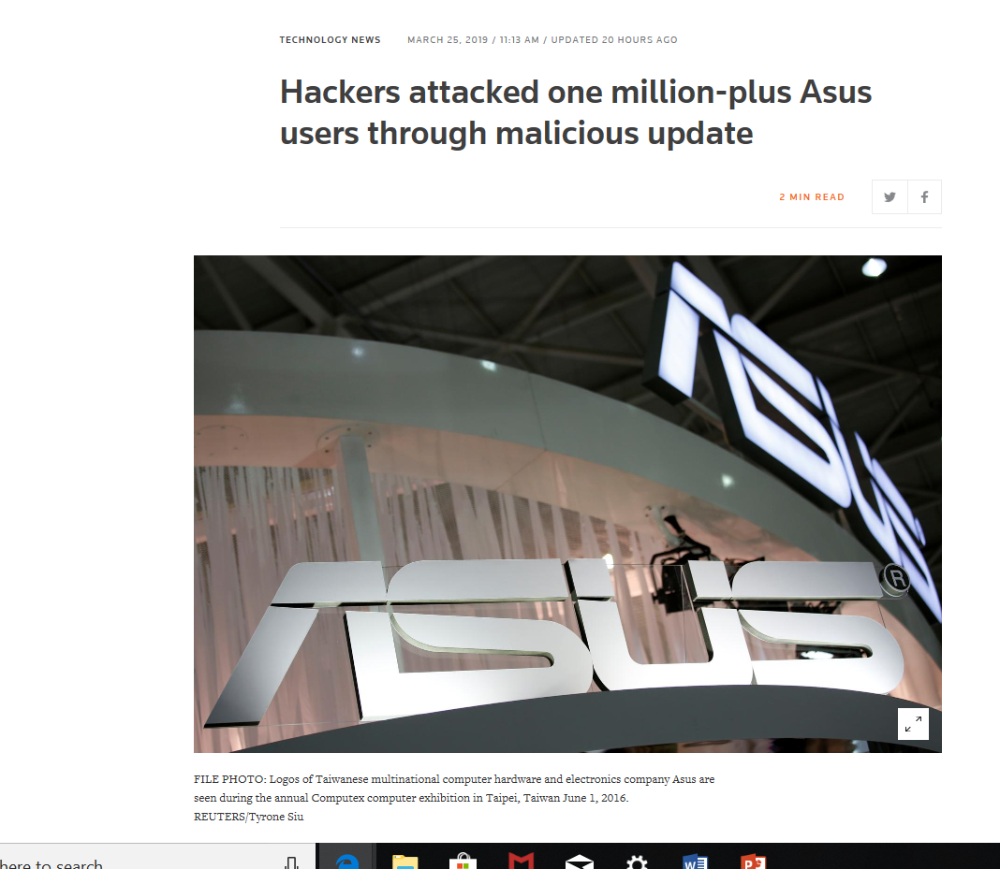 TECHNOLOGY NEWS MARCH 25, 2019 / 11:13 AM / UPDATED 20 HOURS AGO
Hackers attacked one million-plus Asus
users through malicious update
2 MIN READ
ASUS
ASUS ®
FILE PHOTO: Logos of Taiwanese multinational computer hardware and electronics company Asus are
seen during the annual Computex computer exhibition in Taipei, Taiwan June 1, 2016.
REUTERS/Tyrone Siu
here to search